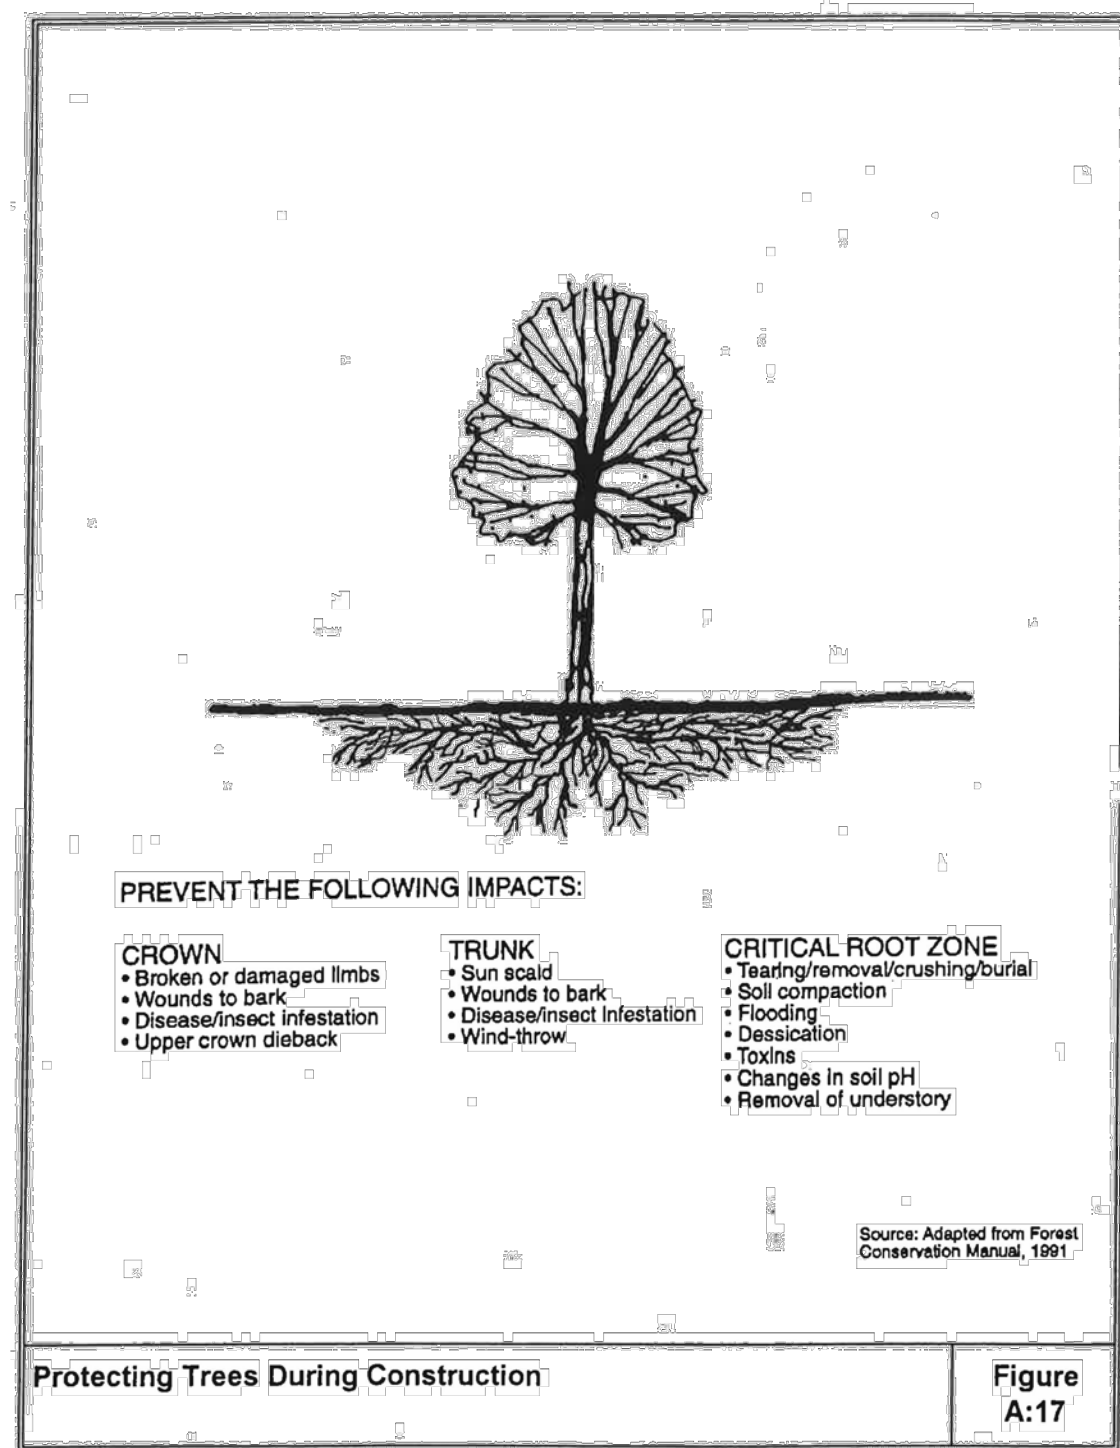 PREVENT THE FOLLOWING IMPACTS:
CROWN
• Broken or damaged limbs
• Wounds to bark
• Disease/insect infestation
• Upper crown dieback
TRUNK
• Sun scald
• Wounds to bark
• Disease/insect Infestation
• Wind-throw
CRITICAL ROOT ZONE
• Tearing/removal/crushing/burial
• Soil compaction
• Flooding
• Dessication
• Toxins
• Changes in soil pH
• Removal of understory
Source: Adapted from Forest
Conservation Manual, 1991
Protecting Trees During Construction
Figure
A:17